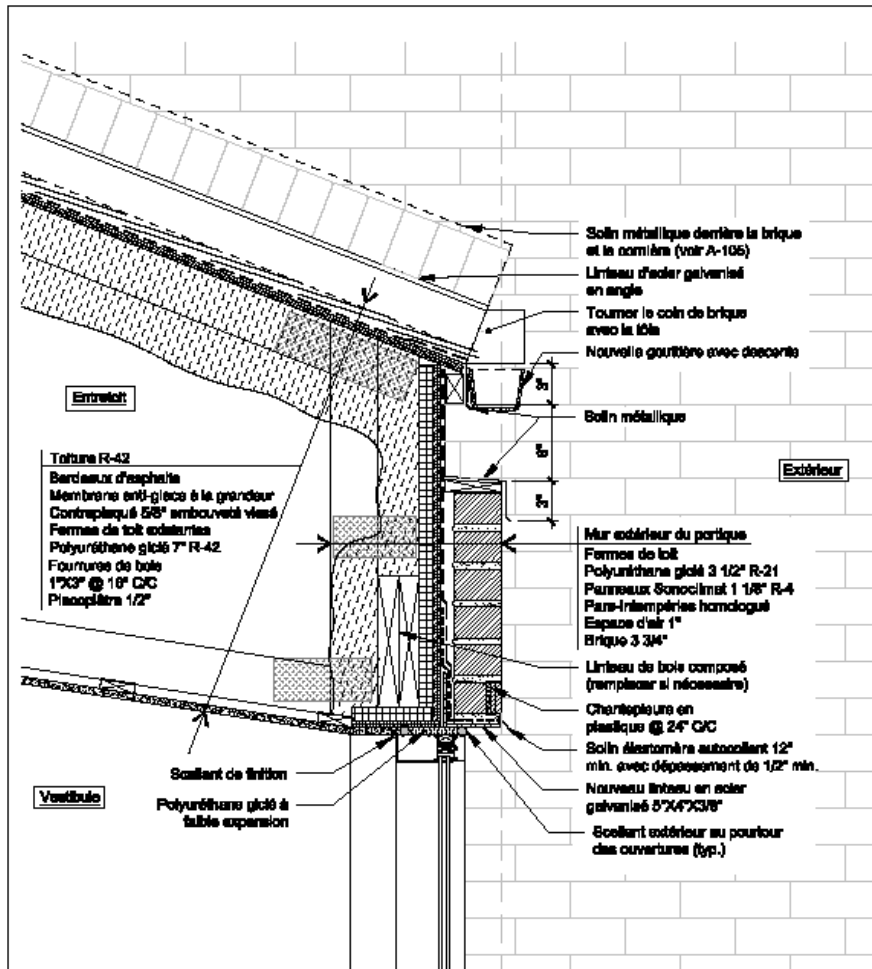 Solin métallique derrière la brique
et la cornière (voir A-105)
Linteau d'acier galvanisé
en angle
Tourner le coin de brique
avec la tôle
Nouvelle gouttière avec descente
Solin métallique
Entretoit
Extérieur
Toiture R-42
Bardeaux d'asphalte
Membrane anti-glace à la grandeur
Contreplaqué 5/8" embouveté vissé
Fermes de toit existantes
Polyuréthane giclé 7" R-42
Fourrures de bois
1"X3" @ 16" C/C
Placoplâtre 1/2"
3"
Mur extérieur du portique
Fermes de toit
Polyuréthane giclé 3 1/2" R-21
Panneaux Sonoclimat 1 1/8" R-4
Pare-intempéries homologué
Espace d'air 1"
Brique 3 3/4"
Linteau de bois composé
(remplacer si nécessaire)
Chantepleure en
plastique @ 24" C/C
Solin élastomère autocollant 12"
min. avec dépassement de 1/2" min.
Nouveau linteau en acier
galvanisé 5"X4"X3/8"
Scellant extérieur au pourtour
des ouvertures (typ.)
Scellant de finition
Polyuréthane giclé à
faible expansion
Vestibule